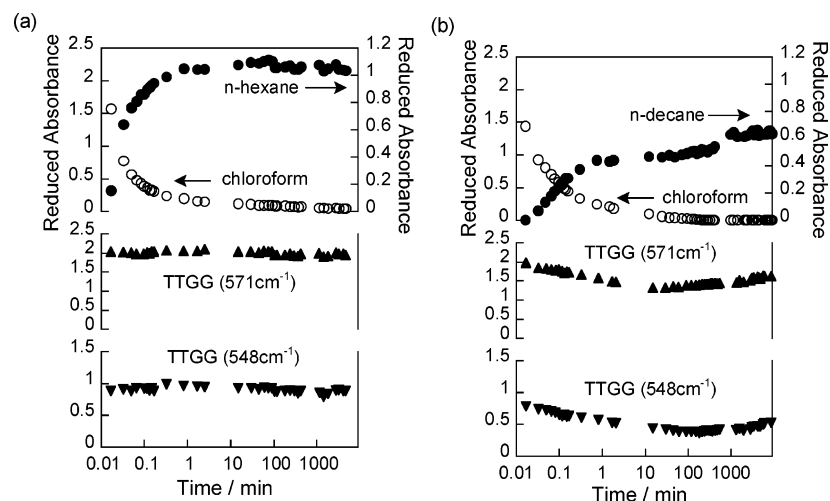 (a)
Reduced Absorbance
2.5
2
1.5
1
0.5
0
1.2
1
0.8
0.6
0.4
0.2
0
Reduced Absorbance
n-hexane
chloroform
2.5
2
1.5
1
0.5
0
TTGG (571cm-1)
TTGG (548cm-1)
1.5
1
0.5
0
0.01 0.1 1 10 100 1000
Time / min
(b)
Reduced Absorbance
2.5
2
1.5
1
0.5
0
1.2
1
0.8
0.6
0.4
0.2
0
Reduced Absorbance
n-decane
chloroform
2.5
2
1.5
1
0.5
0
TTGG (571cm-1)
TTGG (548cm-1)
1.5
1
0.5
0
0.01 0.1 1 10 100 1000
Time / min